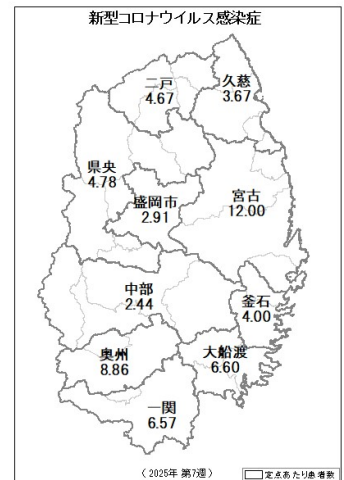 新型コロナウイルス感染症
二戸
4.67
久慈
3.67
県央
4.78
盛岡市
2.91
宮古
12.00
中部
2.44
釜石
4.00
奥州
8.86
大船渡
6.60
一関
6.57
（2025年 第7週）
定点あたり患者数